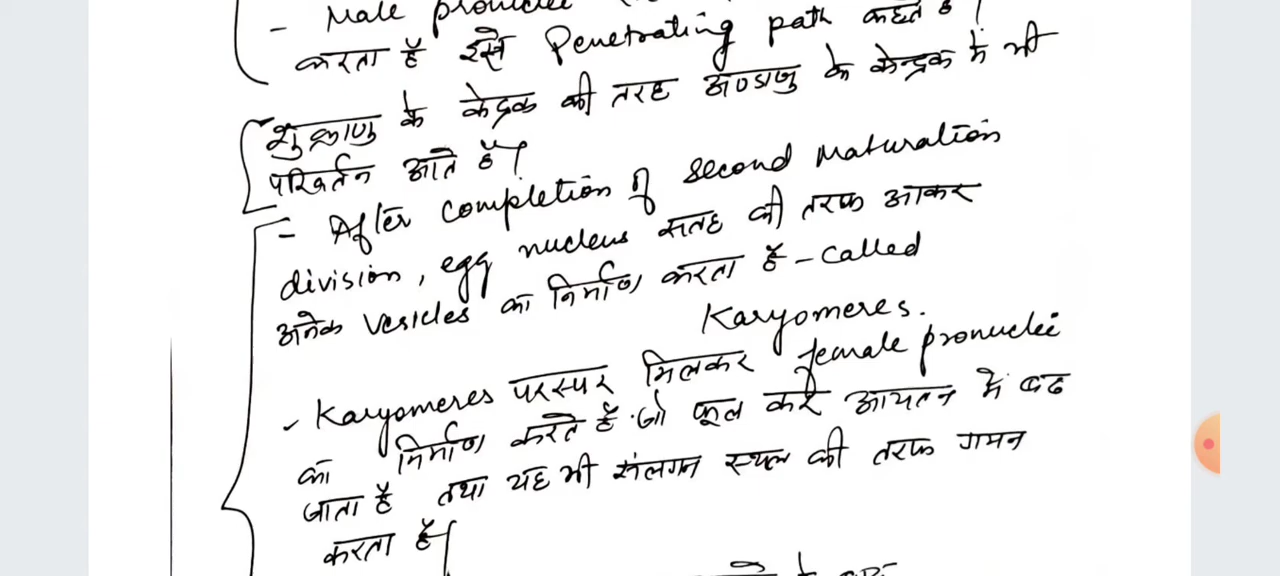 - Male pronuclei
करता है इसे Penetrating path कहते है।
शुक्राणु के केंद्रक की तरह अण्डाणु के केन्द्रक मे भी
परिवर्तन आते है।
- After completion of second Maturation
division, egg nucleus सतह की तरफ आकर
अनेक vesicles का निर्माण करता है - called
Karyomeres.
- Karyomeres परस्पर मिलकर female pronuclei
का निर्माण करते है. जो फूल कर आयतन मे बढ
जाता है तथा यह भी संलगन स्थल की तरफ गमन
करता है।